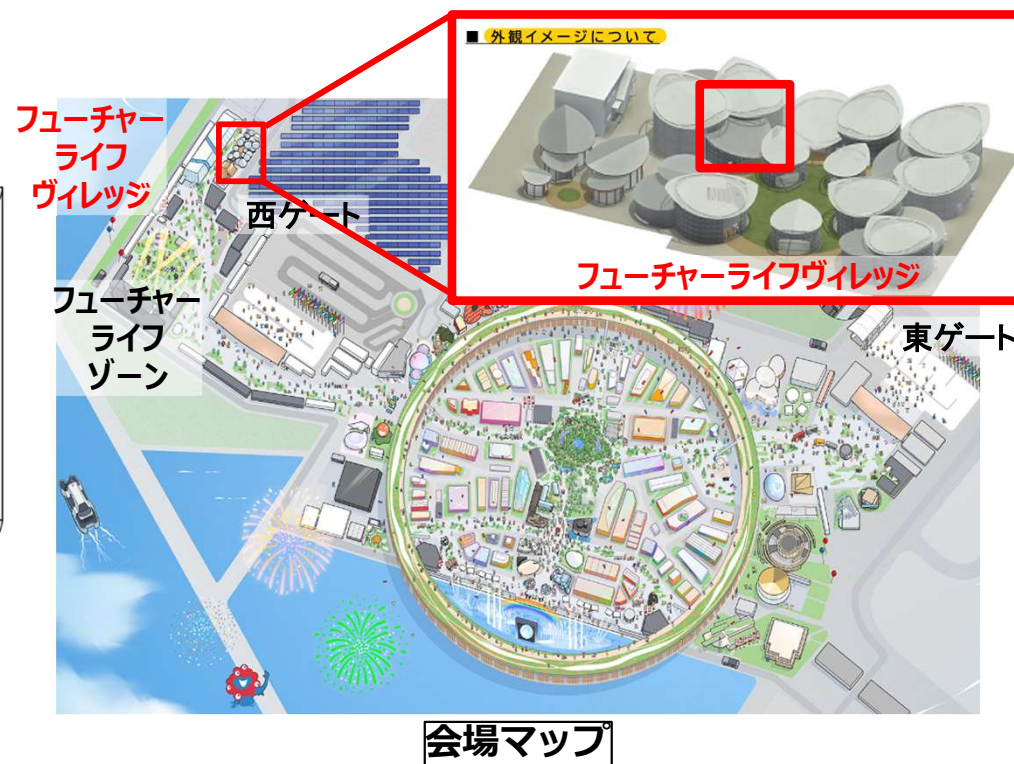 ■ 外観イメージについて
フューチャー
ライフ
ヴィレッジ
西ゲート
フューチャーライフヴィレッジ
フューチャー
ライフ
ゾーン
東ゲート
会場マップ